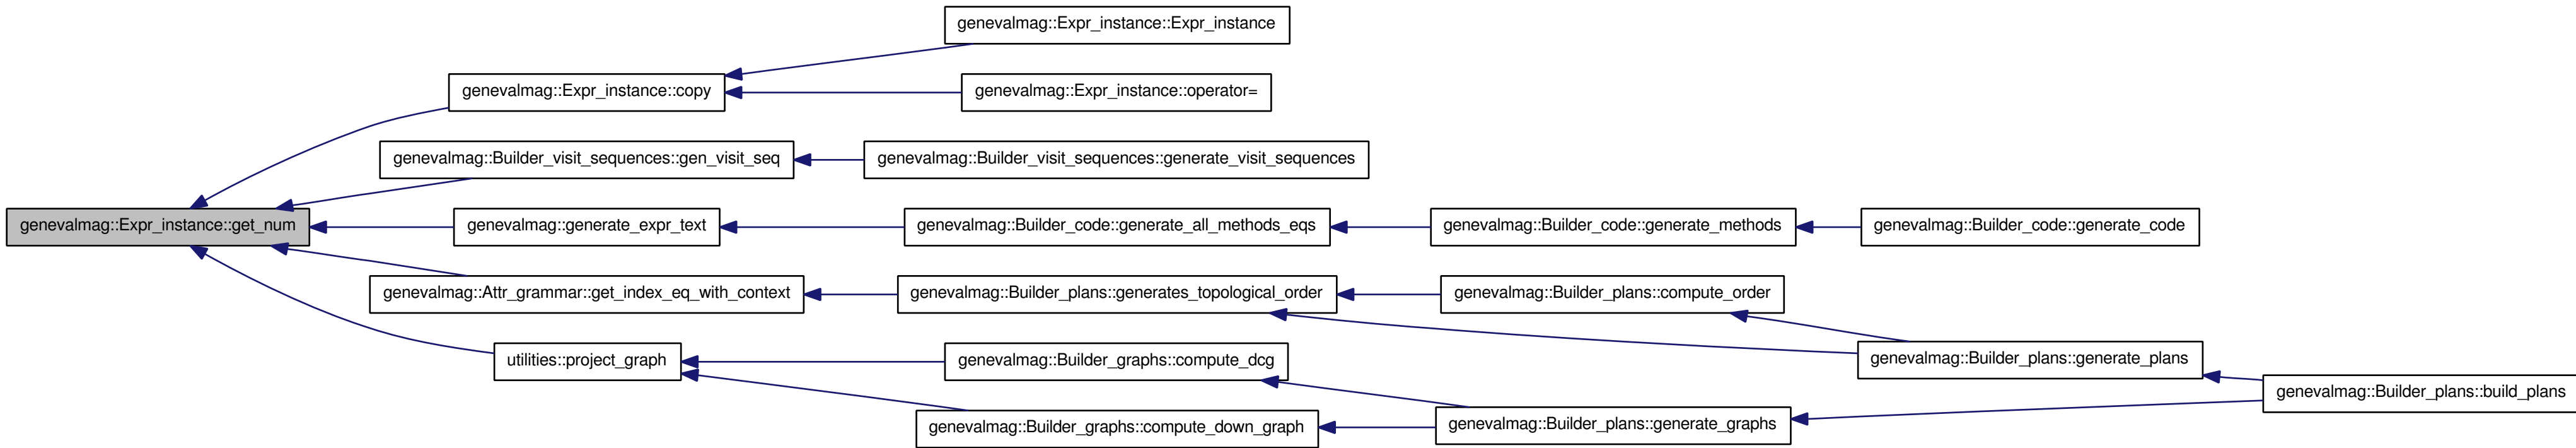 genevalmag::Expr_instance::Expr_instance
genevalmag::Expr_instance::copy
genevalmag::Expr_instance::operator=
genevalmag::Builder_visit_sequences::gen_visit_seq
genevalmag::Builder_visit_sequences::generate_visit_sequences
genevalmag::Expr_instance::get_num
genevalmag::generate_expr_text
genevalmag::Builder_code::generate_all_methods_eqs
genevalmag::Builder_code::generate_methods
genevalmag::Builder_code::generate_code
genevalmag::Attr_grammar::get_index_eq_with_context
genevalmag::Builder_plans::generates_topological_order
genevalmag::Builder_plans::compute_order
utilities::project_graph
genevalmag::Builder_graphs::compute_dcg
genevalmag::Builder_plans::generate_plans
genevalmag::Builder_plans::build_plans
genevalmag::Builder_graphs::compute_down_graph
genevalmag::Builder_plans::generate_graphs